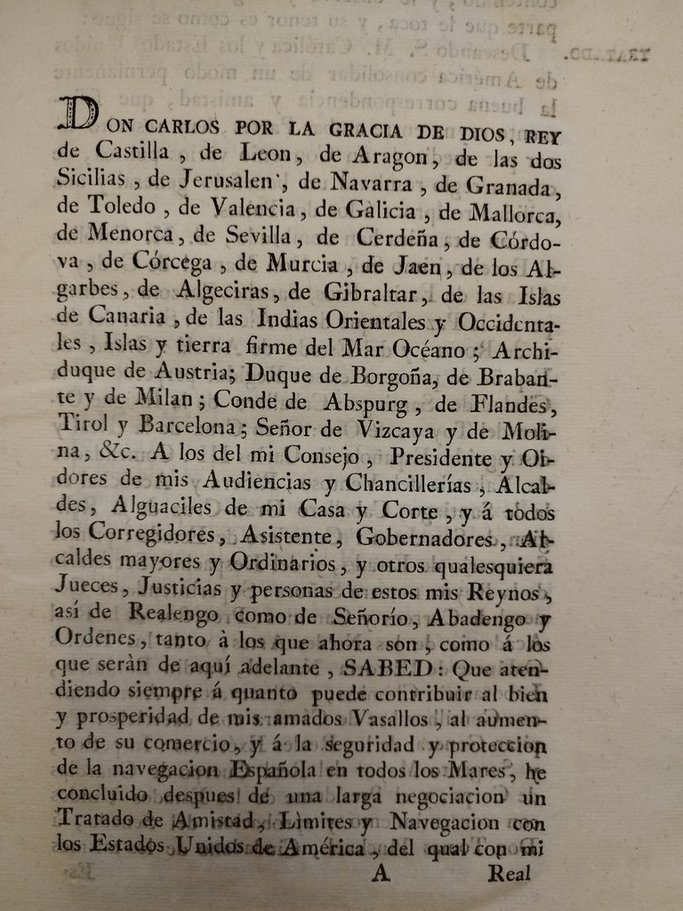 DON CARLOS POR LA GRACIA DE DIOS, REY
de Castilla, de Leon, de Aragon, de las dos
Sicilias, de Jerusalen, de Navarra, de Granada,
de Toledo, de Valencia, de Galicia, de Mallorca,
de Menorca, de Sevilla, de Cerdeña, de Córdo-
va, de Córcega, de Murcia, de Jaen, de los Al-
garbes, de Algeciras, de Gibraltar, de las Islas
de Canaria, de las Indias Orientales y Occidenta-
les, Islas y tierra firme del Mar Océano; Archi-
duque de Austria; Duque de Borgoña, de Braban-
te y de Milan; Conde de Abspurg, de Flandes,
Tirol y Barcelona; Señor de Vizcaya y de Moli-
na, &c. A los del mi Consejo, Presidente y Oi-
dores de mis Audiencias y Chancillerías, Alcal-
des, Alguaciles de mi Casa y Corte, y á todos
los Corregidores, Asistente, Gobernadores, Al-
caldes mayores y Ordinarios, y otros qualesquiera
Jueces, Justicias y personas de estos mis Reynos,
así de Realengo como de Señorío, Abadengo y
Ordenes, tanto à los que ahora son, como á los
que seràn de aquí adelante, SABED: Que aten-
diendo siempre á quanto puede contribuir al bien
y prosperidad de mis amados Vasallos, al aumen-
to de su comercio, y á la seguridad y proteccion
de la navegacion Española en todos los Mares, he
concluido despues de una larga negociacion un
Tratado de Amistad, Lìmites y Navegacion con
los Estados Unidos de América, del qual con mi
A Real